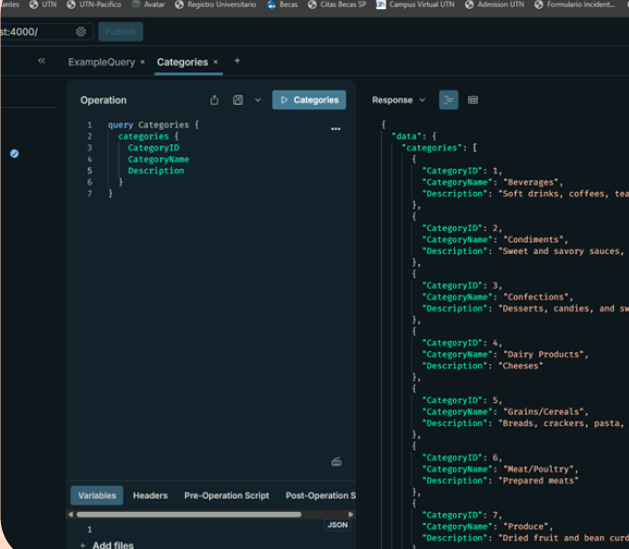 antes UTN UTN-Pacifico Avatar Registro Universitario Becas Citas Becas SP Campus Virtual UTN Admision UTN Formulario Incident...
st:4000/ Publish
« ExampleQuery × Categories × +
Operation Categories
1 query Categories {
2 categories {
3 CategoryID
4 CategoryName
5 Description
6 }
7 }
Variables Headers Pre-Operation Script Post-Operation S
1 JSON
+ Add files
Response
{
"data": {
"categories": [
{
"CategoryID": 1,
"CategoryName": "Beverages",
"Description": "Soft drinks, coffees, tea
},
{
"CategoryID": 2,
"CategoryName": "Condiments",
"Description": "Sweet and savory sauces,
},
{
"CategoryID": 3,
"CategoryName": "Confections",
"Description": "Desserts, candies, and sw
},
{
"CategoryID": 4,
"CategoryName": "Dairy Products",
"Description": "Cheeses"
},
{
"CategoryID": 5,
"CategoryName": "Grains/Cereals",
"Description": "Breads, crackers, pasta,
},
{
"CategoryID": 6,
"CategoryName": "Meat/Poultry",
"Description": "Prepared meats"
},
{
"CategoryID": 7,
"CategoryName": "Produce",
"Description": "Dried fruit and bean curd
},